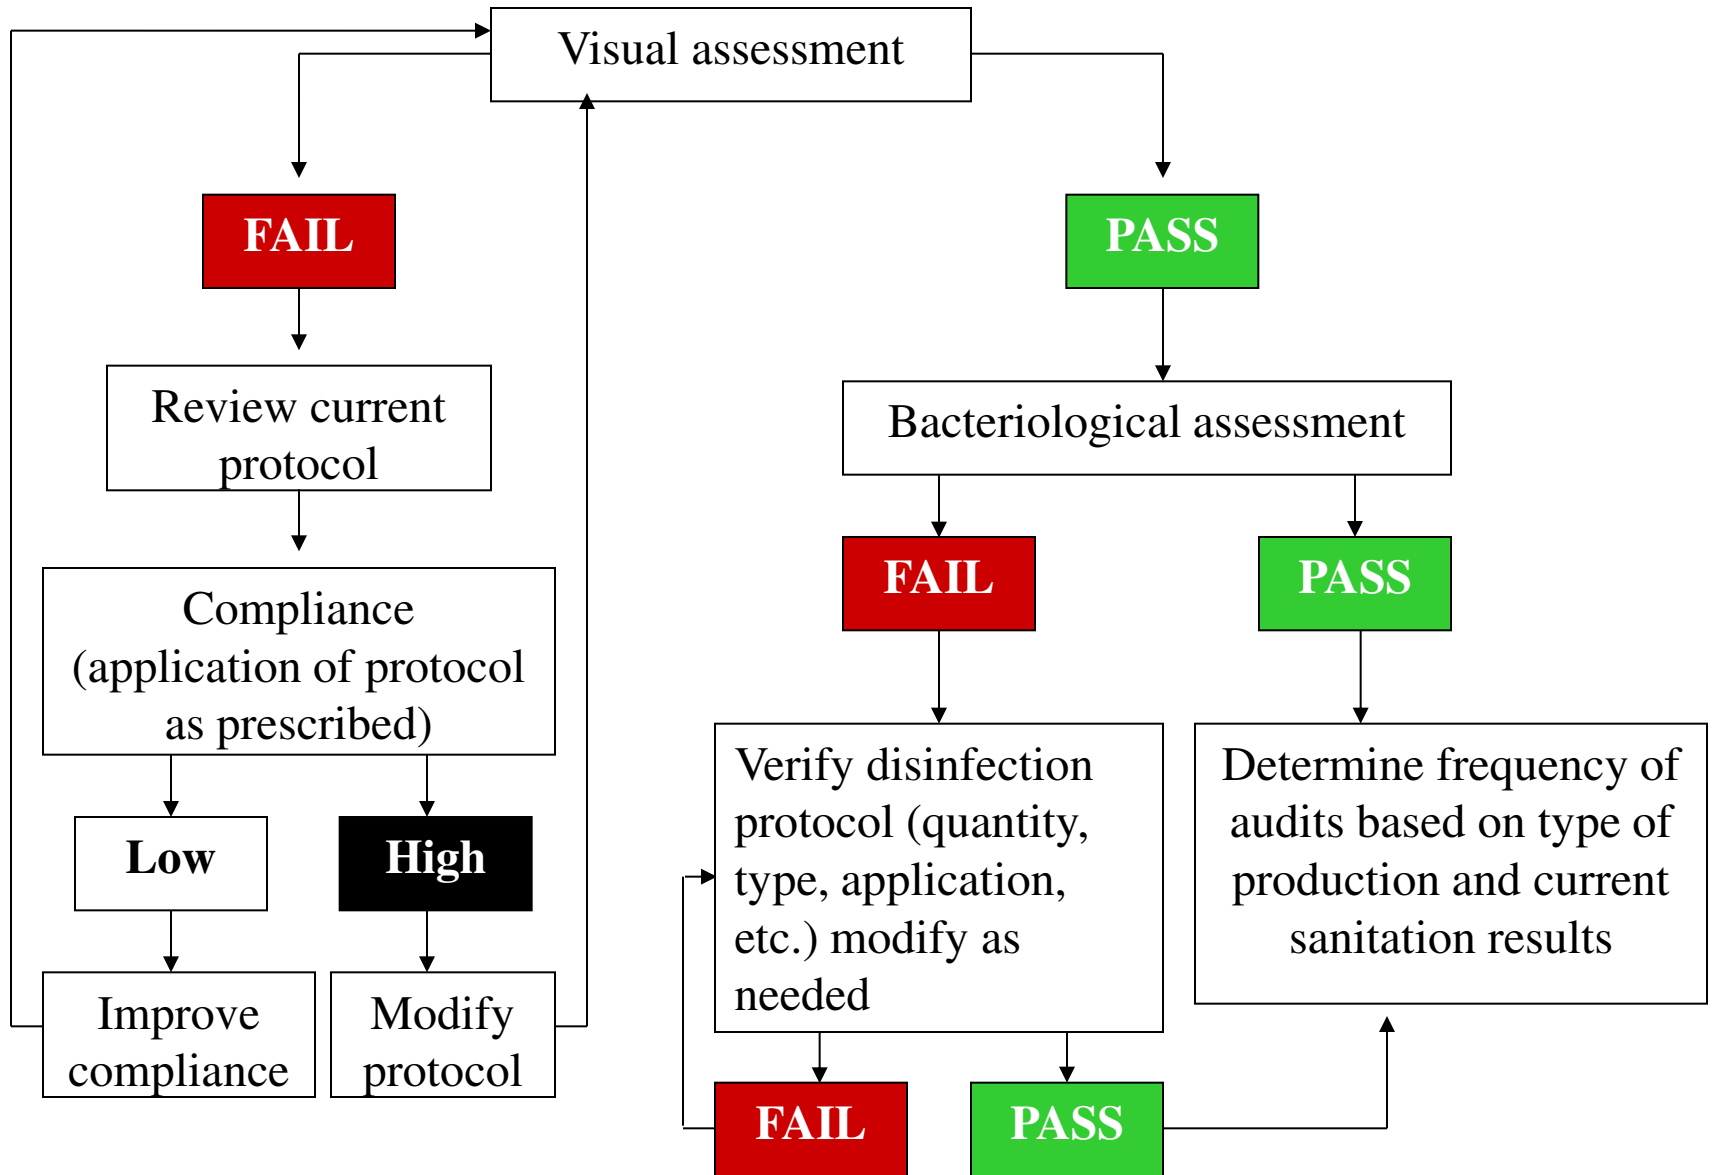 Visual assessment
FAIL
PASS
Review current
protocol
Bacteriological assessment
Compliance
(application of protocol
as prescribed)
FAIL
PASS
Low
High
Verify disinfection
protocol (quantity,
type, application,
etc.) modify as
needed
Determine frequency of
audits based on type of
production and current
sanitation results
Improve
compliance
Modify
protocol
FAIL
PASS